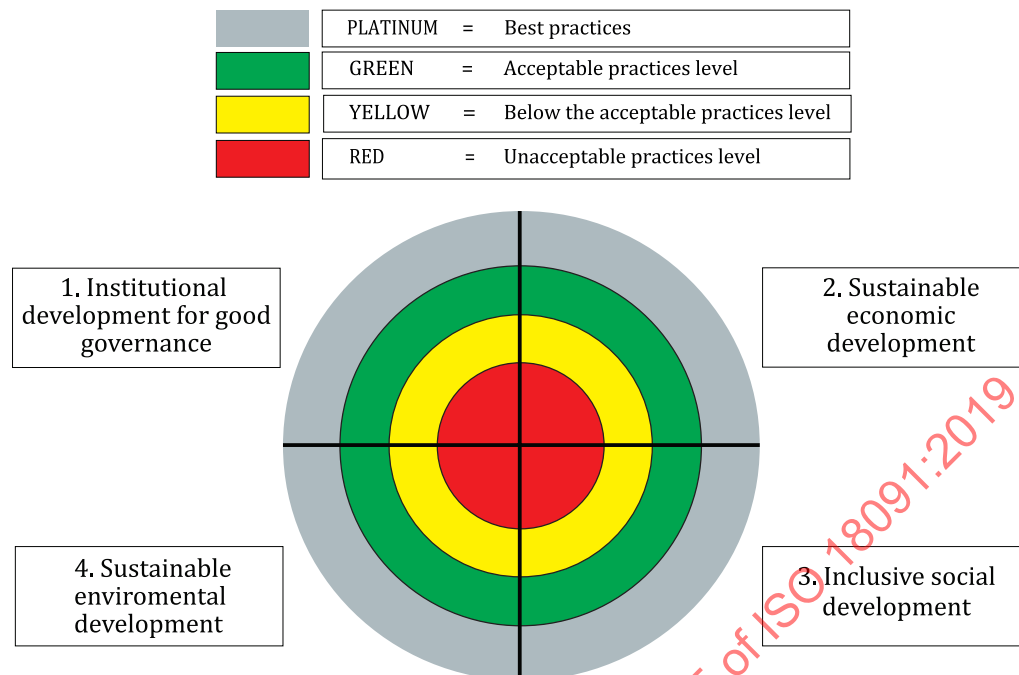 PLATINUM = Best practices
GREEN = Acceptable practices level
YELLOW = Below the acceptable practices level
RED = Unacceptable practices level
1. Institutional
development for good
governance
2. Sustainable
economic
development
4. Sustainable
enviromental
development
3. Inclusive social
development
of ISO 18091:2019